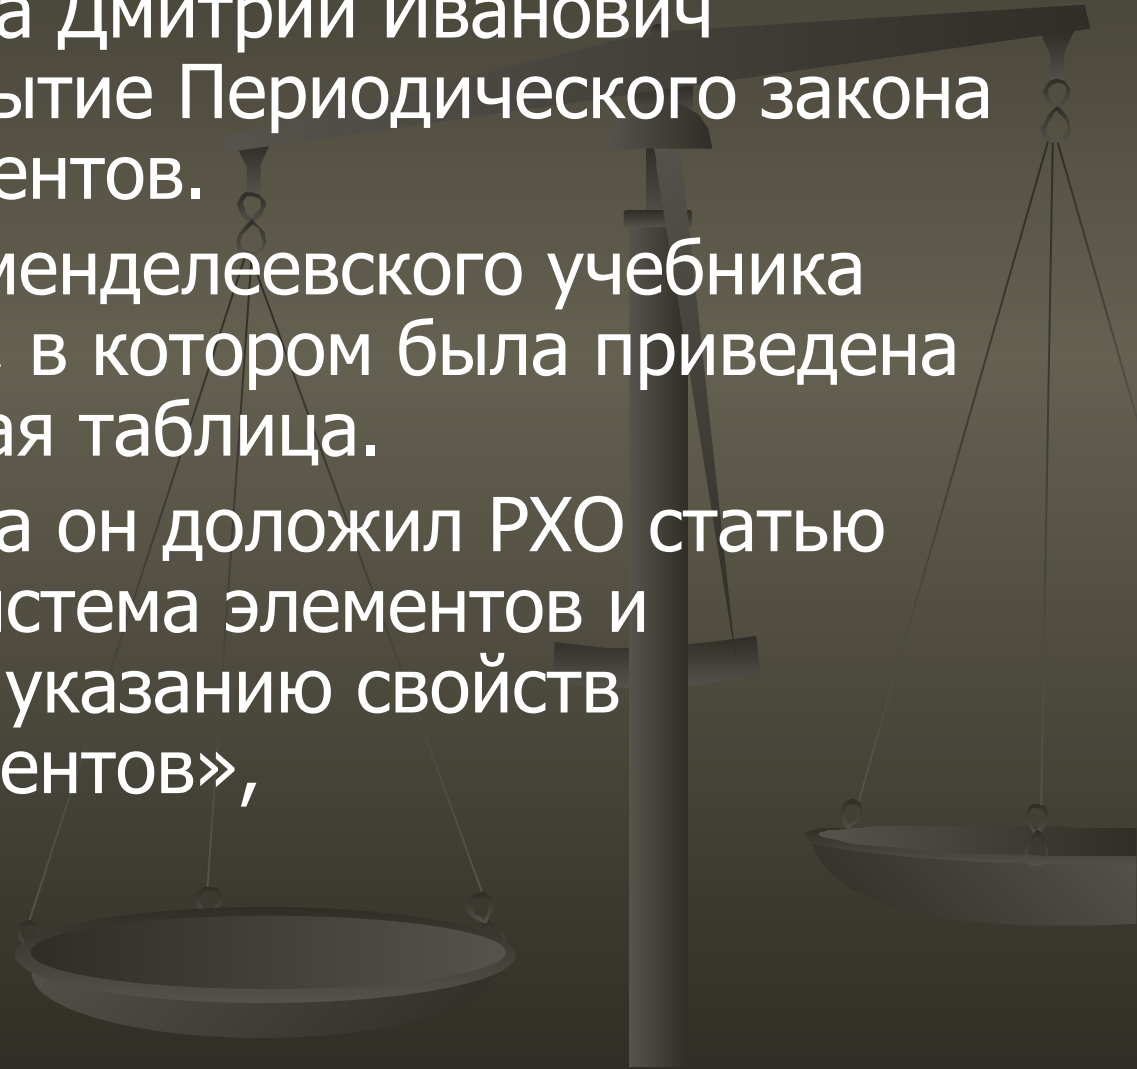 а Дмитрий Иванович
ытие Периодического закона
ентов.
менделеевского учебника
в котором была приведена
ая таблица.
а он доложил РХО статью
истема элементов и
указанию свойств
ентов»,